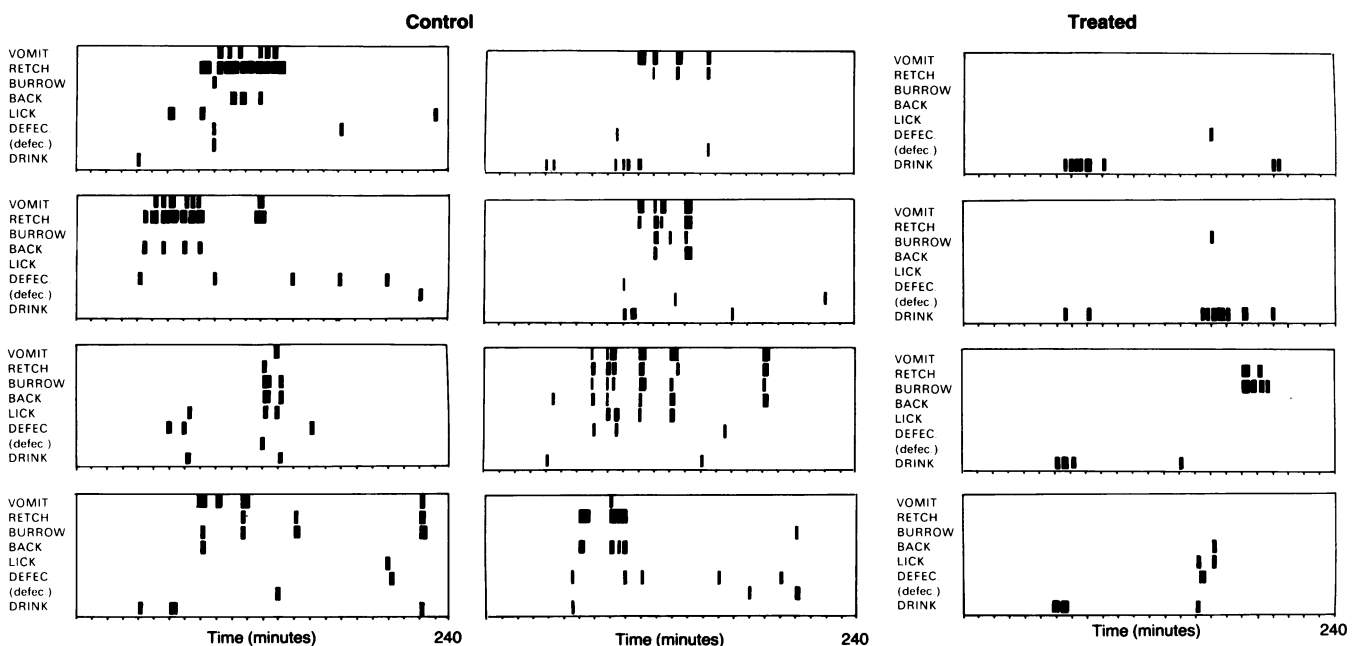 Control
Treated
VOMIT
RETCH
BURROW
BACK
LICK
DEFEC.
(defec.)
DRINK
VOMIT
RETCH
BURROW
BACK
LICK
DEFEC.
(defec.)
DRINK
VOMIT
RETCH
BURROW
BACK
LICK
DEFEC
(defec.)
DRINK
VOMIT
RETCH
BURROW
BACK
LICK
DEFEC
(defec.)
DRINK
Time (minutes) 240
Time (minutes) 240
VOMIT
RETCH
BURROW
BACK
LICK
DEFEC.
(defec.)
DRINK
VOMIT
RETCH
BURROW
BACK
LICK
DEFEC.
(defec.)
DRINK
VOMIT
RETCH
BURROW
BACK
LICK
DEFEC.
(defec.)
DRINK
VOMIT
RETCH
BURROW
BACK
LICK
DEFEC
(defec.)
DRINK
Time (minutes) 240